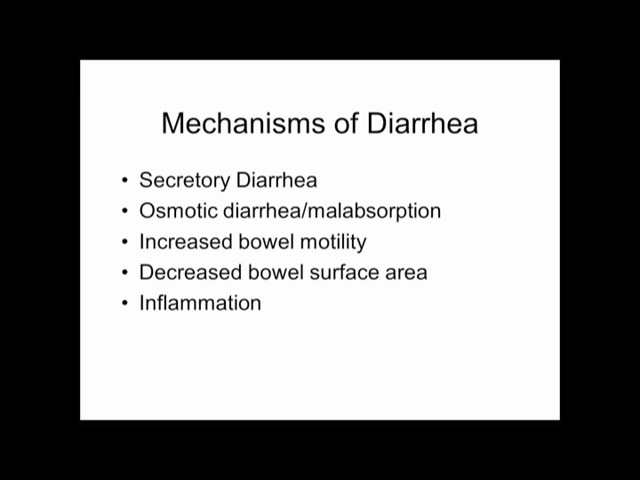 Mechanisms of Diarrhea
• Secretory Diarrhea
• Osmotic diarrhea/malabsorption
• Increased bowel motility
• Decreased bowel surface area
• Inflammation